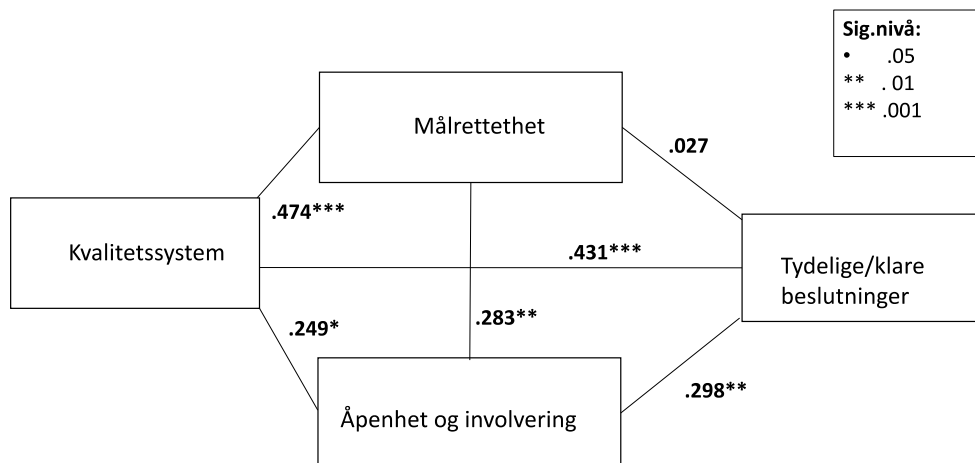 Sig.nivå:
• .05
** . 01
*** .001
Målrettethet
.027
.474***
Kvalitetssystem
.431***
Tydelige/klare
beslutninger
.249*
.283**
.298**
Åpenhet og involvering